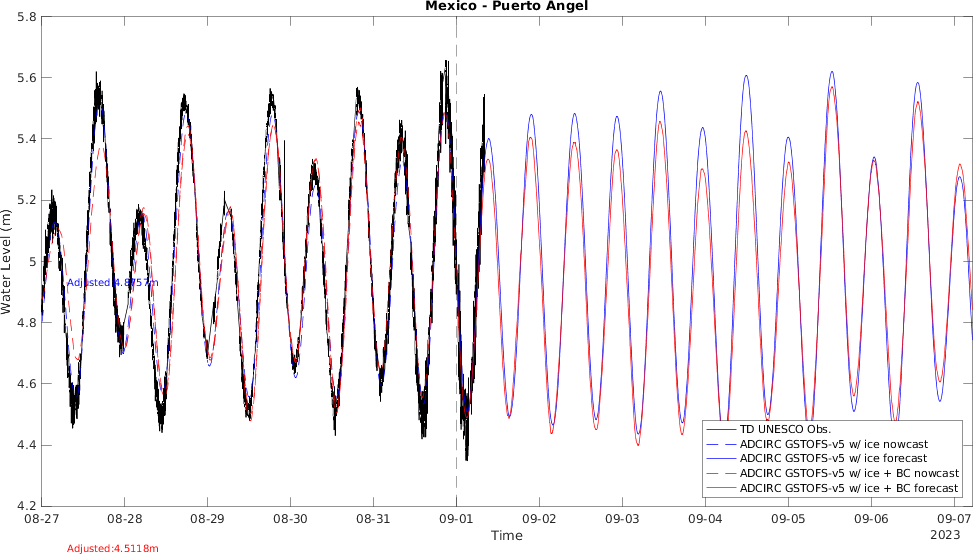 Mexico - Puerto Angel
5.8
5.6
5.4
5.2
5
4.8
4.6
4.4
4.2
Water Level (m)
Adjusted:4.8757m
TD UNESCO Obs.
ADCIRC GSTOFS-v5 w/ ice nowcast
ADCIRC GSTOFS-v5 w/ ice forecast
ADCIRC GSTOFS-v5 w/ ice + BC nowcast
ADCIRC GSTOFS-v5 w/ ice + BC forecast
08-27 08-28 08-29 08-30 08-31 09-01 09-02 09-03 09-04 09-05 09-06 09-07
Time
2023
Adjusted:4.5118m